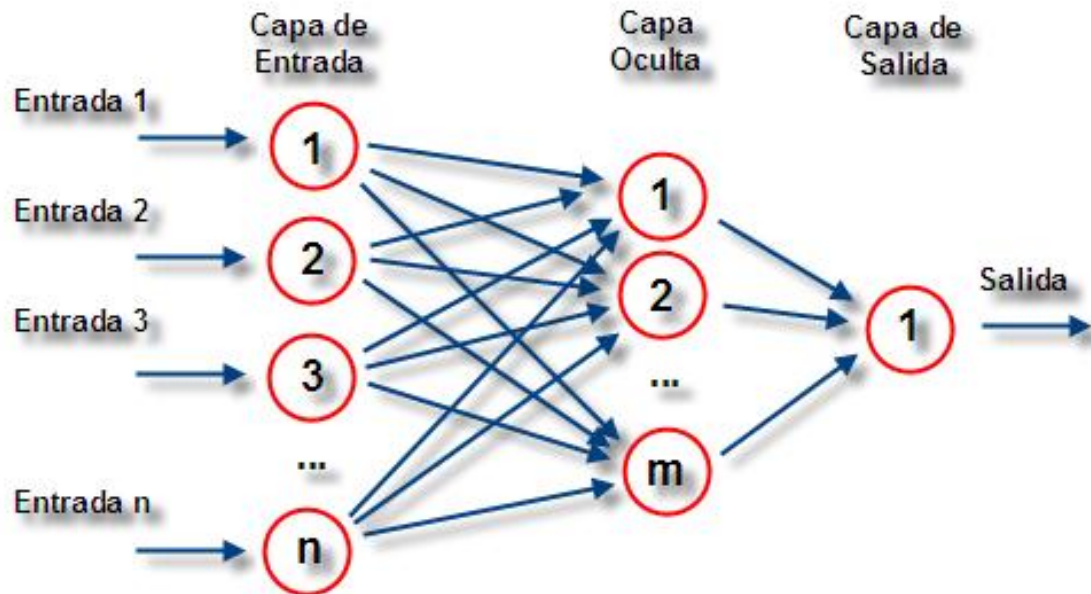 Capa de
Entrada
Capa
Oculta
Capa de
Salida
Entrada 1
1
Entrada 2
2
Entrada 3
3
...
Entrada n
n
1
2
...
m
1
Salida